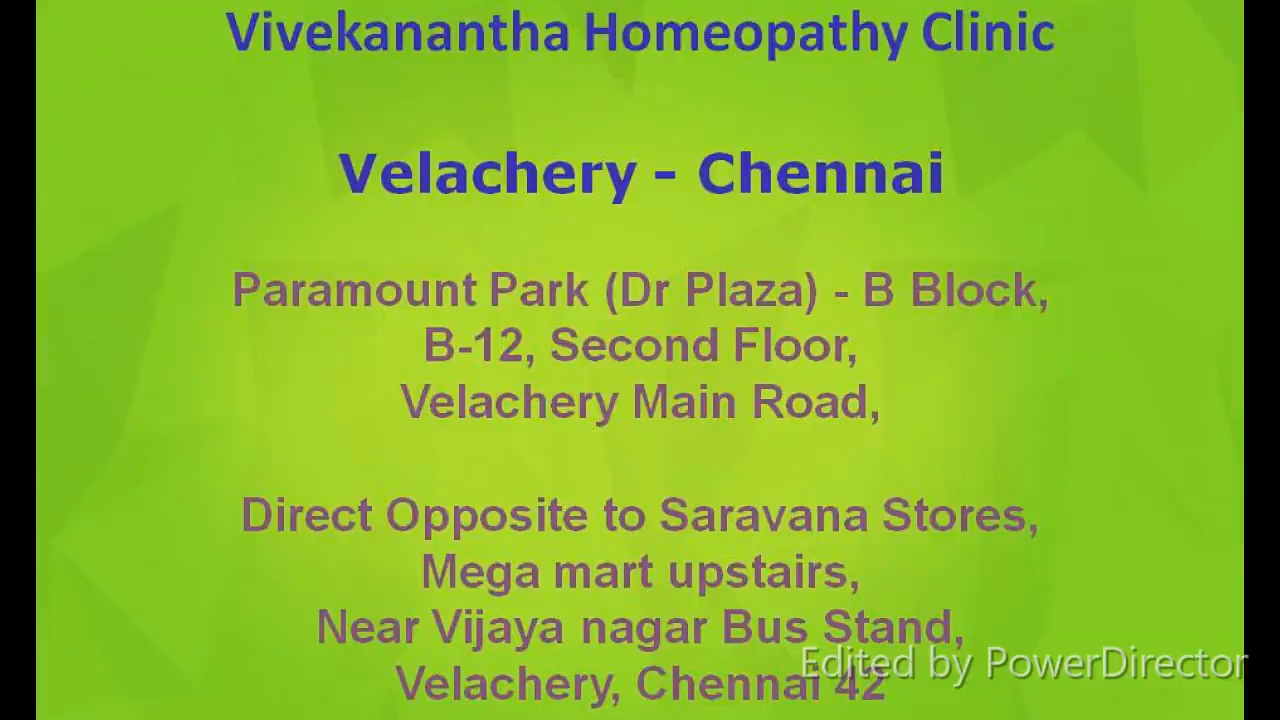 Vivekanantha Homeopathy Clinic
Velachery - Chennai
Paramount Park (Dr Plaza) - B Block,
B-12, Second Floor,
Velachery Main Road,
Direct Opposite to Saravana Stores,
Mega mart upstairs,
Near Vijaya nagar Bus Stand,
Velachery, Chennai 42
Edited by PowerDirector